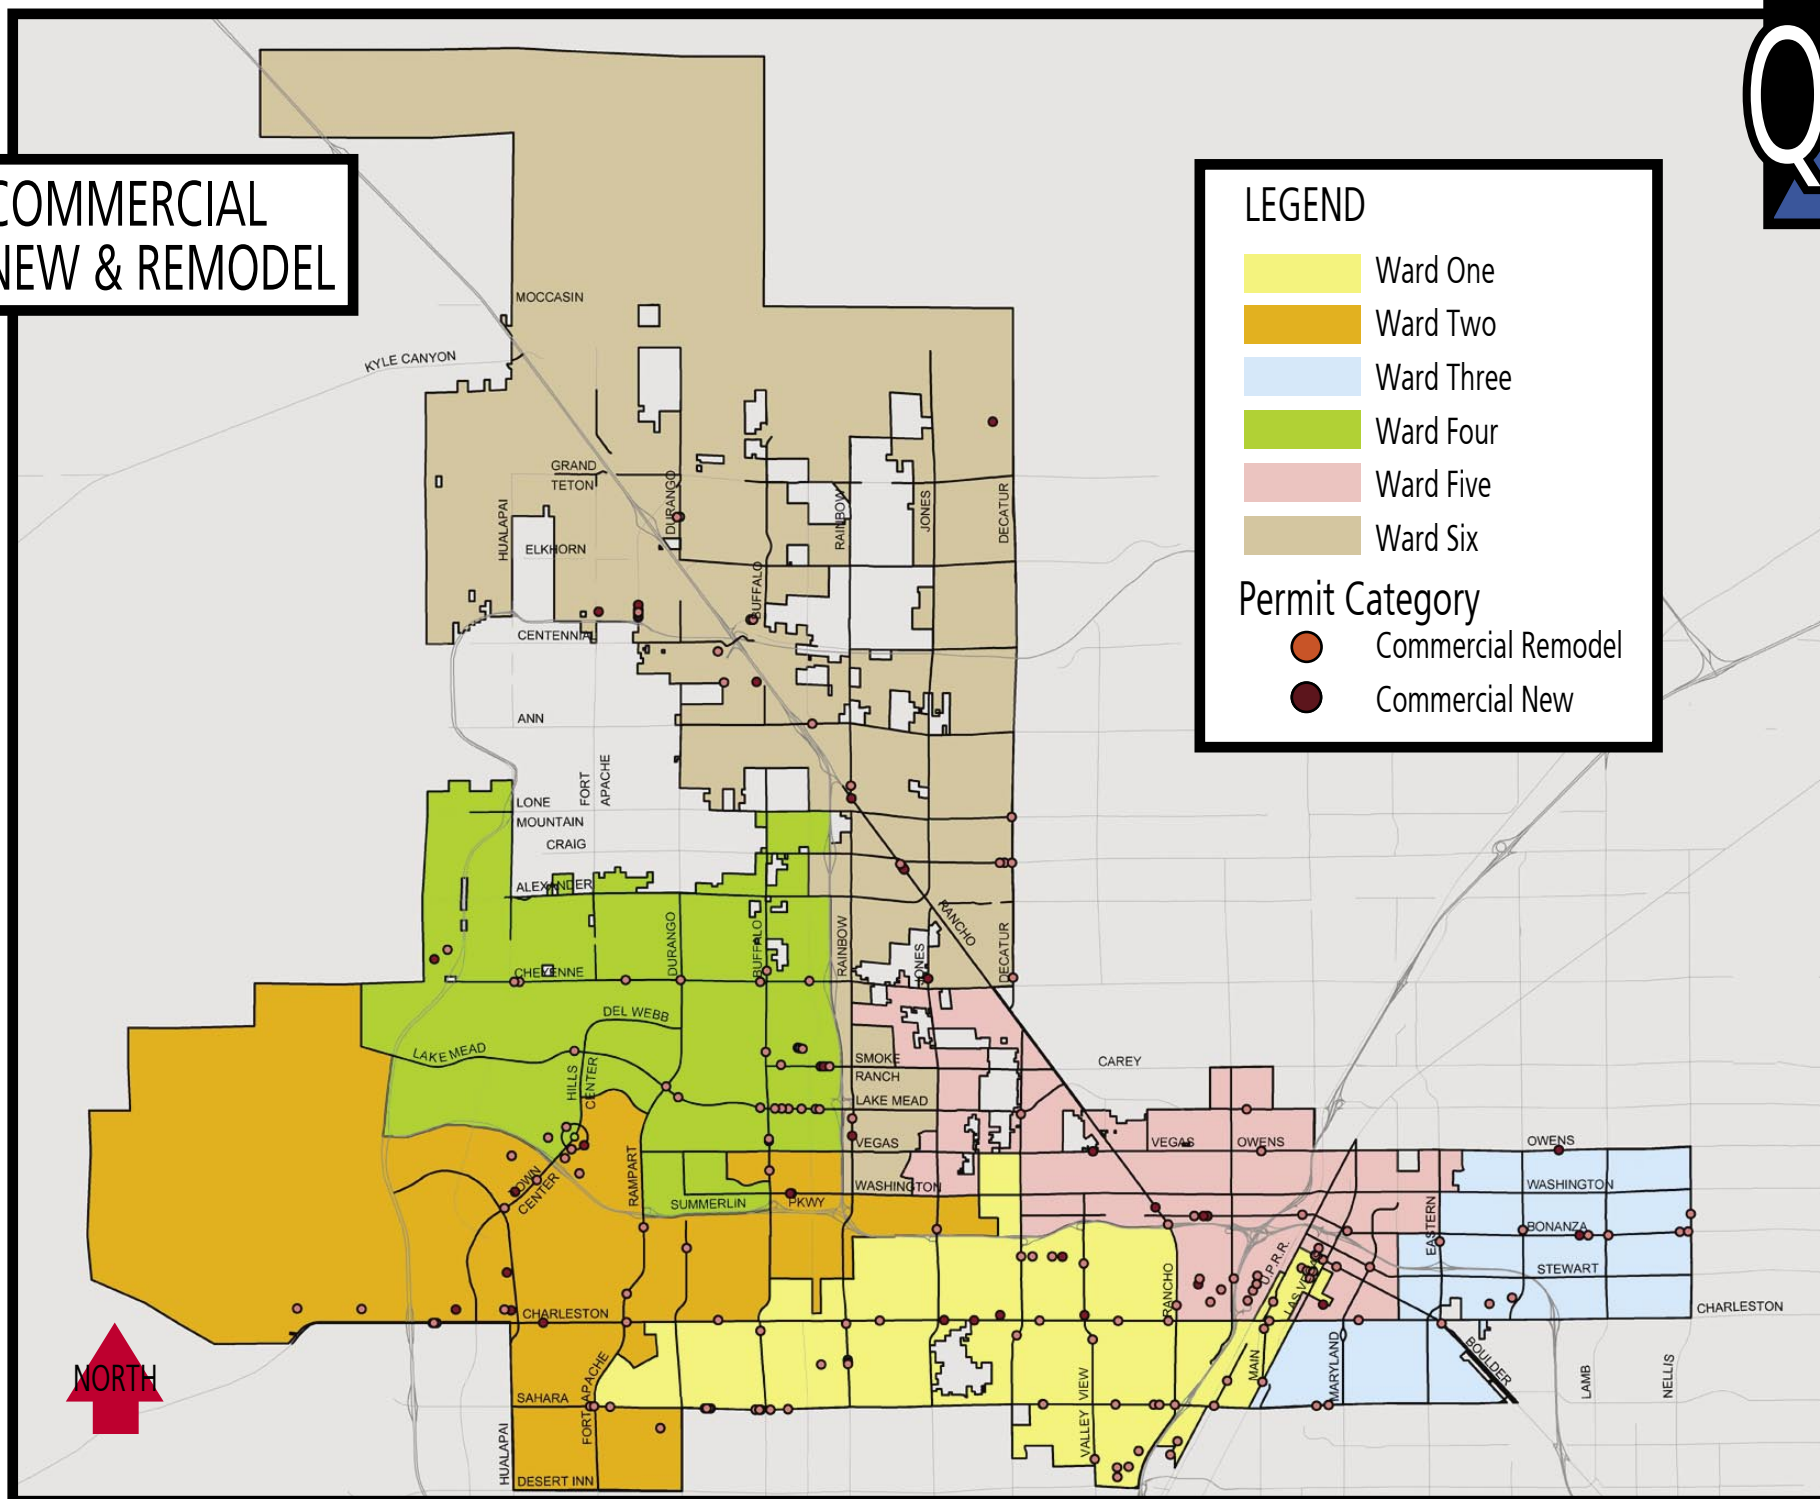 COMMERCIAL
NEW & REMODEL
Q
LEGEND
Ward One
Ward Two
Ward Three
Ward Four
Ward Five
Ward Six
Permit Category
Commercial Remodel
Commercial New
MOCCASIN
KYLE CANYON
GRAND
TETON
DURANGO
HUALAPAI
RAINBOW
JONES
DECATUR
ELKHORN
BUFFALO
CENTENNIAL
ANN
FORT
APACHE
LONE
MOUNTAIN
CRAIG
ALEXANDER
RANCHO
DURANGO
BUFFALO
RAINBOW
JONES
DECATUR
CHEYENNE
DEL WEBB
LAKE MEAD
HILLS
CENTER
SMOKE
RANCH
CAREY
LAKE MEAD
VEGAS
VEGAS
OWENS
OWENS
TOWN
CENTER
RAMPART
SUMMERLIN
PKWY
WASHINGTON
WASHINGTON
EASTERN
BONANZA
U.P.R.R.
STEWART
LAS VEGAS
RANCHO
CHARLESTON
CHARLESTON
NORTH
FORT APACHE
SAHARA
VALLEY VIEW
MAIN
MARYLAND
BOULDER
LAMB
NELLIS
HUALAPAI
DESERT INN